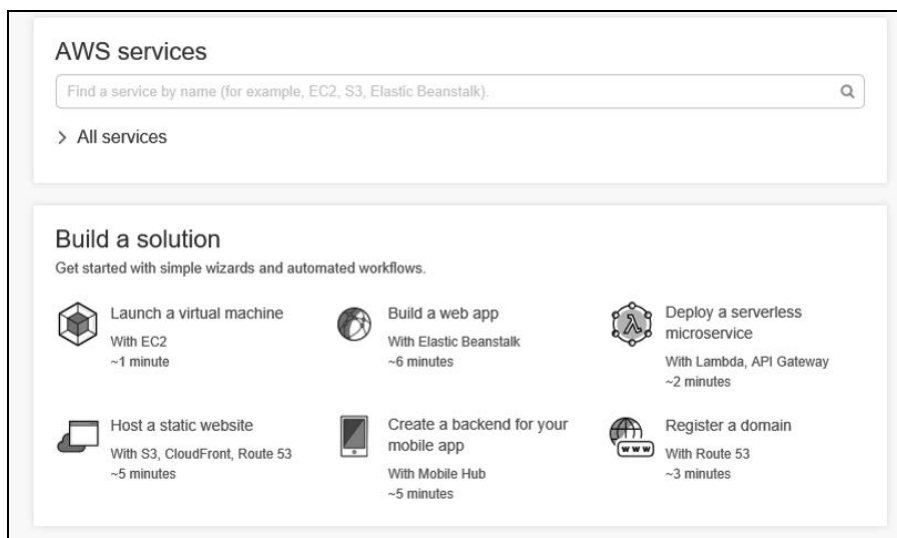 AWS services
Find a service by name (for example, EC2, S3, Elastic Beanstalk).
> All services
Build a solution
Get started with simple wizards and automated workflows.
Launch a virtual machine
With EC2
~1 minute
Build a web app
With Elastic Beanstalk
~6 minutes
Deploy a serverless
microservice
With Lambda, API Gateway
~2 minutes
Host a static website
With S3, CloudFront, Route 53
~5 minutes
Create a backend for your
mobile app
With Mobile Hub
~5 minutes
www
Register a domain
With Route 53
~3 minutes